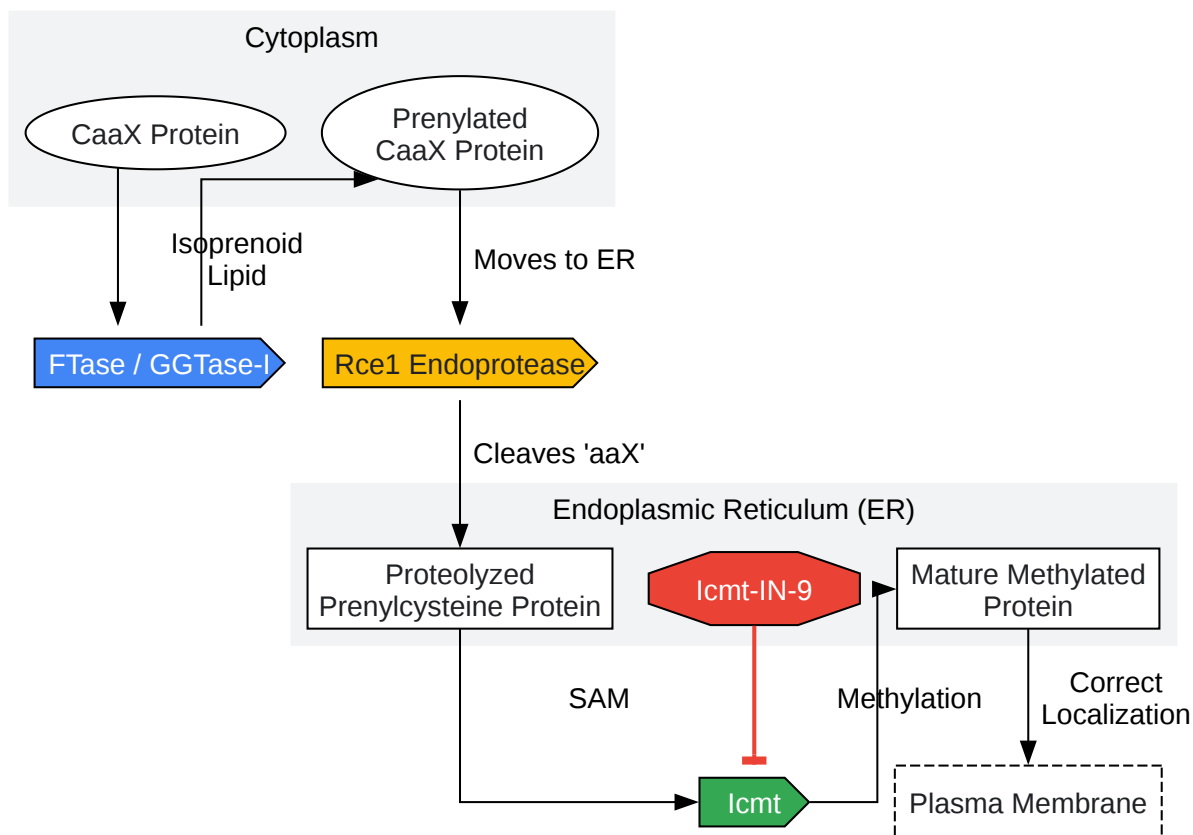 Cytoplasm
CaaX Protein
Prenylated
CaaX Protein
Isoprenoid
Lipid
Moves to ER
FTase / GGTase-I
Rce1 Endoprotease
Cleaves 'aaX'
Endoplasmic Reticulum (ER)
Proteolyzed
Prenylcysteine Protein
Icmt-IN-9
Mature Methylated
Protein
SAM
Methylation
Correct
Localization
Icmt
Plasma Membrane